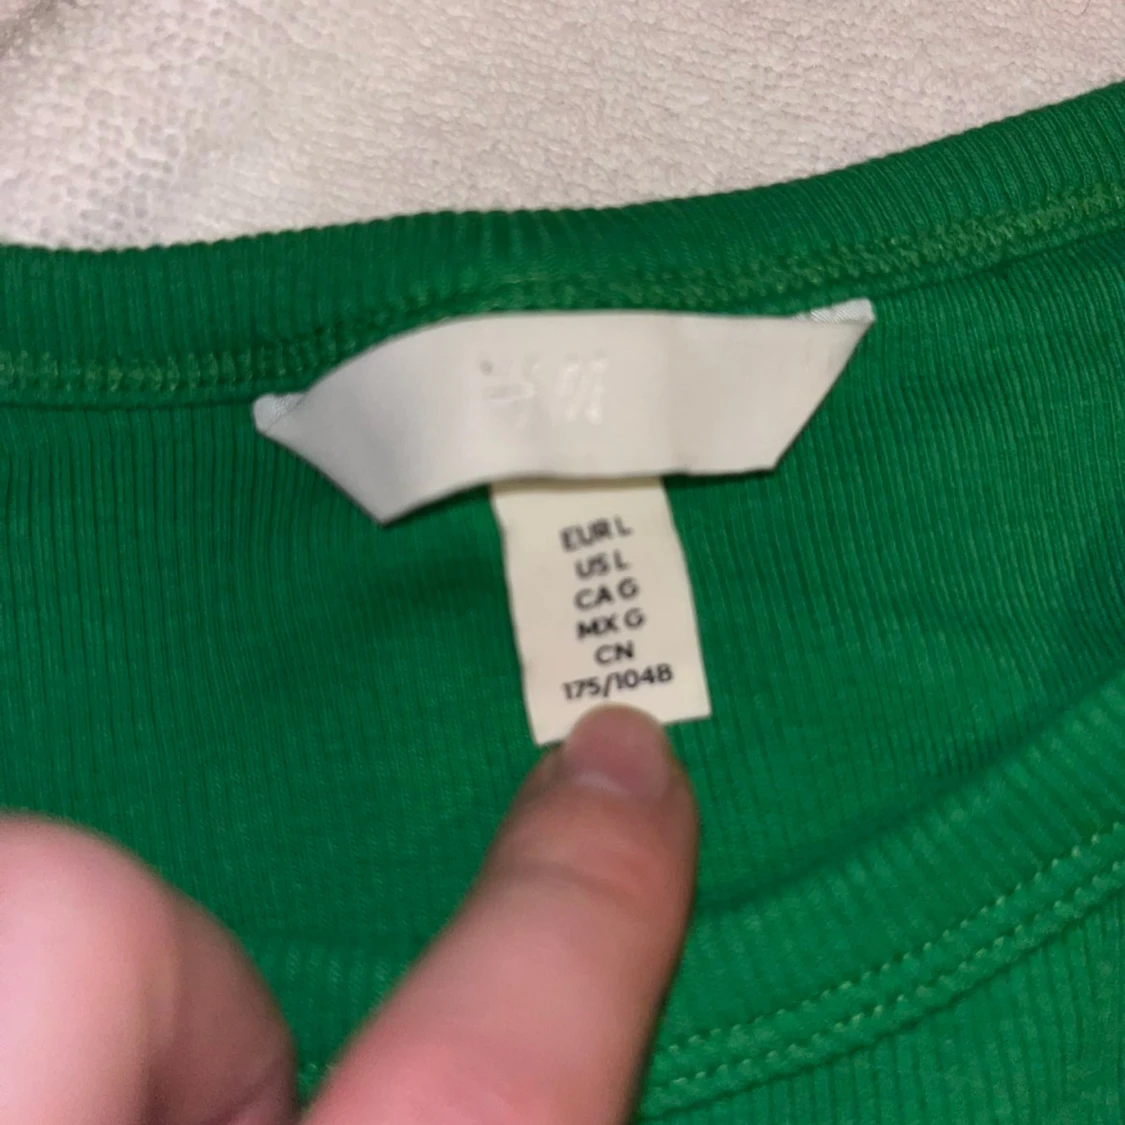 EUR L
US L
CA G
MX G
CN
175/104B